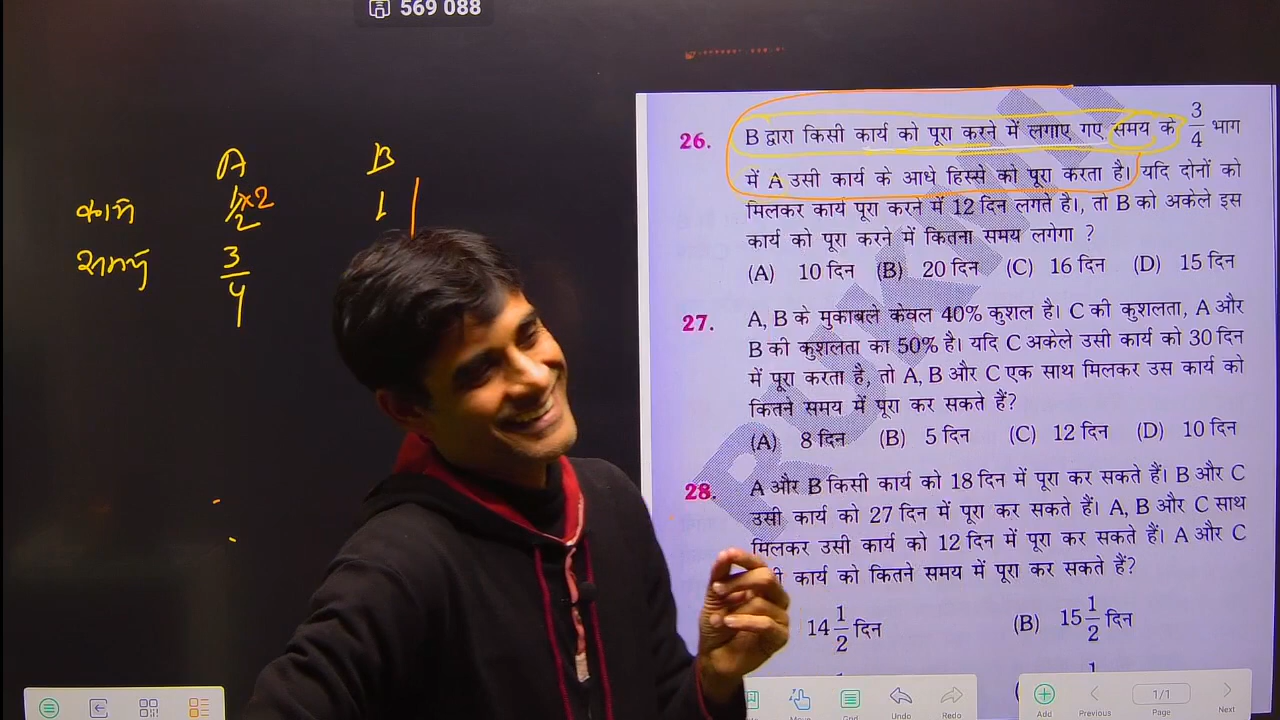 569 088
A B
काम 1/2 ×2 1
समय 3/4
26. B द्वारा किसी कार्य को पूरा करने में लगाए गए समय के 3/4 भाग
में A उसी कार्य के आधे हिस्से को पूरा करता है। यदि दोनों को
मिलकर कार्य पूरा करने में 12 दिन लगते है।, तो B को अकेले इस
कार्य को पूरा करने में कितना समय लगेगा ?
(A) 10 दिन (B) 20 दिन (C) 16 दिन (D) 15 दिन
27. A, B के मुकाबले केवल 40% कुशल है। C की कुशलता, A और
B की कुशलता का 50% है। यदि C अकेले उसी कार्य को 30 दिन
में पूरा करता है, तो A, B और C एक साथ मिलकर उस कार्य को
कितने समय में पूरा कर सकते हैं?
(A) 8 दिन (B) 5 दिन (C) 12 दिन (D) 10 दिन
28. A और B किसी कार्य को 18 दिन में पूरा कर सकते हैं। B और C
उसी कार्य को 27 दिन में पूरा कर सकते हैं। A, B और C साथ
मिलकर उसी कार्य को 12 दिन में पूरा कर सकते हैं। A और C
कार्य को कितने समय में पूरा कर सकते हैं?
14 1/2 दिन (B) 15 1/2 दिन
Undo Redo Add Previous 1/1 Page Next